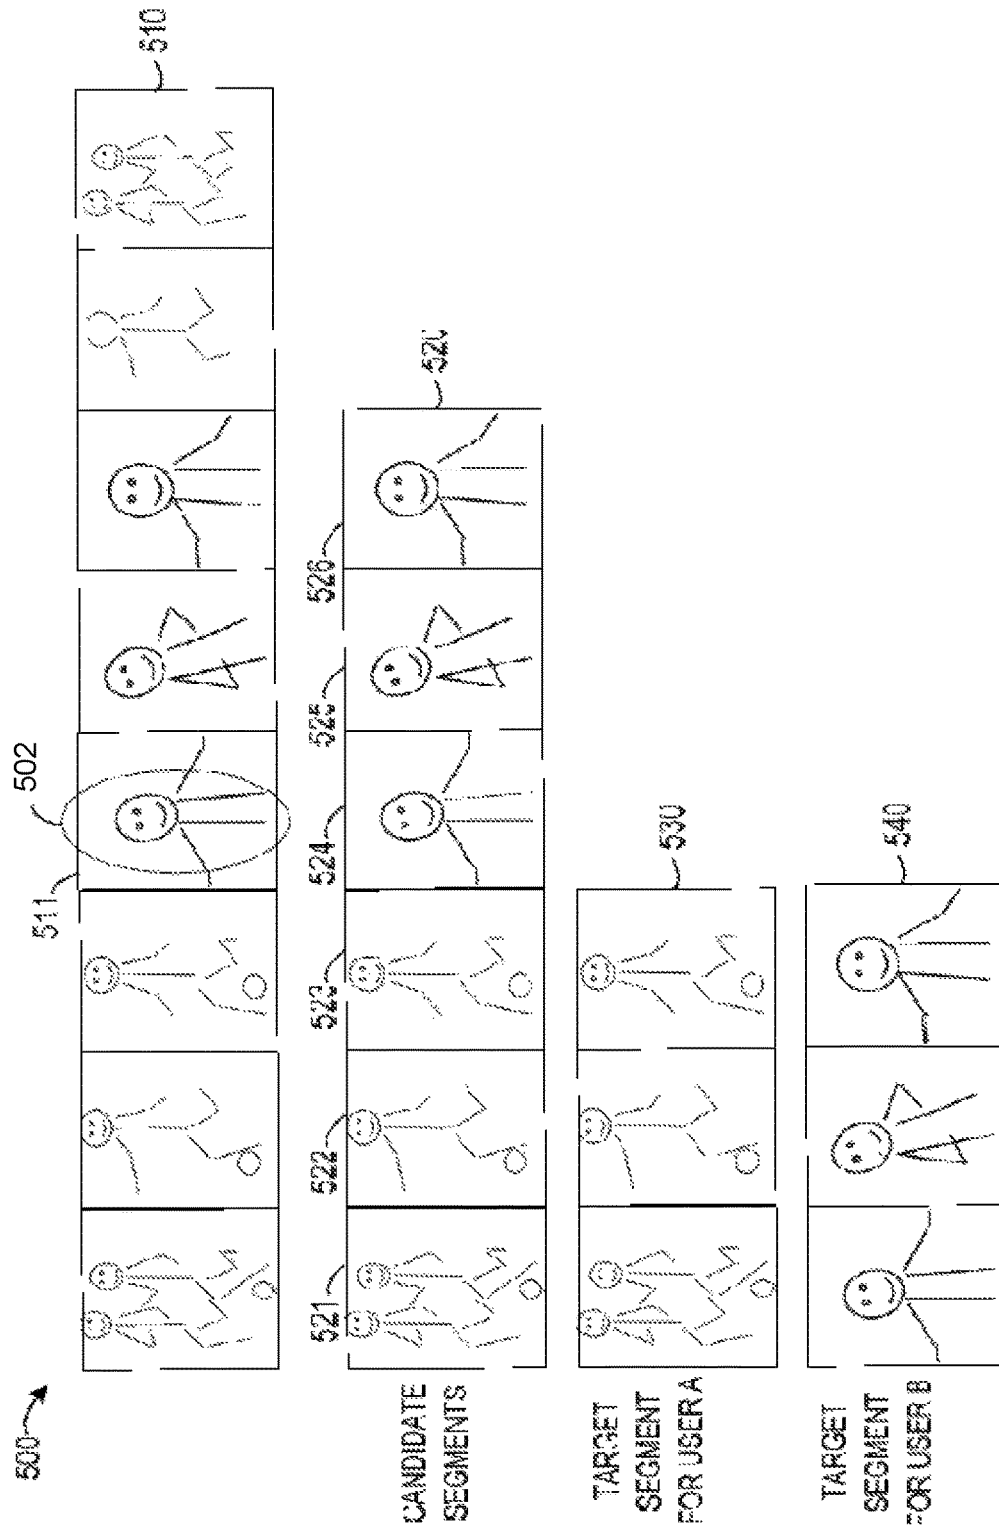 500
502
511
510
CANDIDATE
SEGMENTS
521
522
523
524
525
526
520
TARGET
SEGMENT
FOR USER A
530
TARGET
SEGMENT
FOR USER B
540